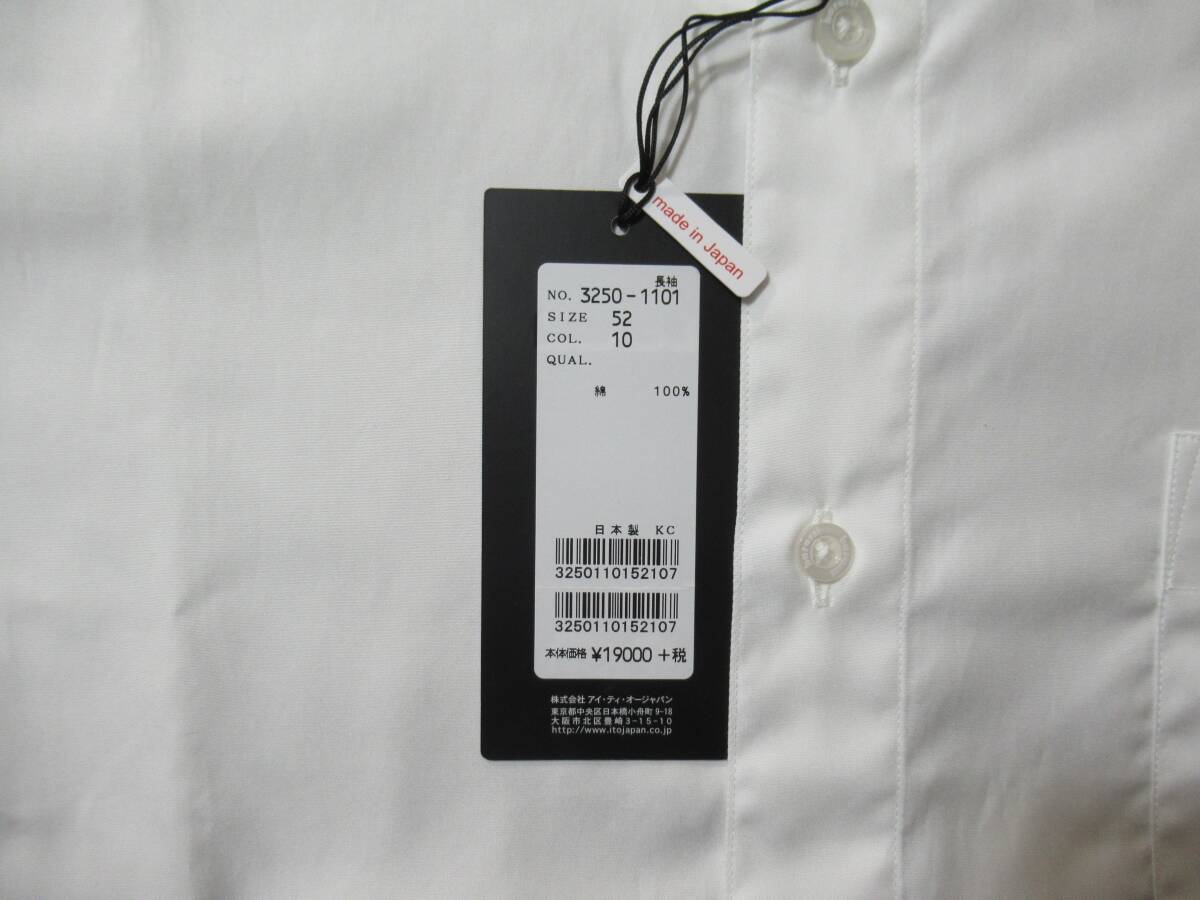 made in Japan
長袖
NO. 3250-1101
SIZE 52
COL. 10
QUAL.
綿 100%
日本製 KC
3250110152107
3250110152107
本体価格 ¥19000 +税
株式会社 アイ・ティ・オージャパン
東京都中央区日本橋小舟町 9-18
大阪市北区豊崎 3-15-10
http://www.itojapan.co.jp